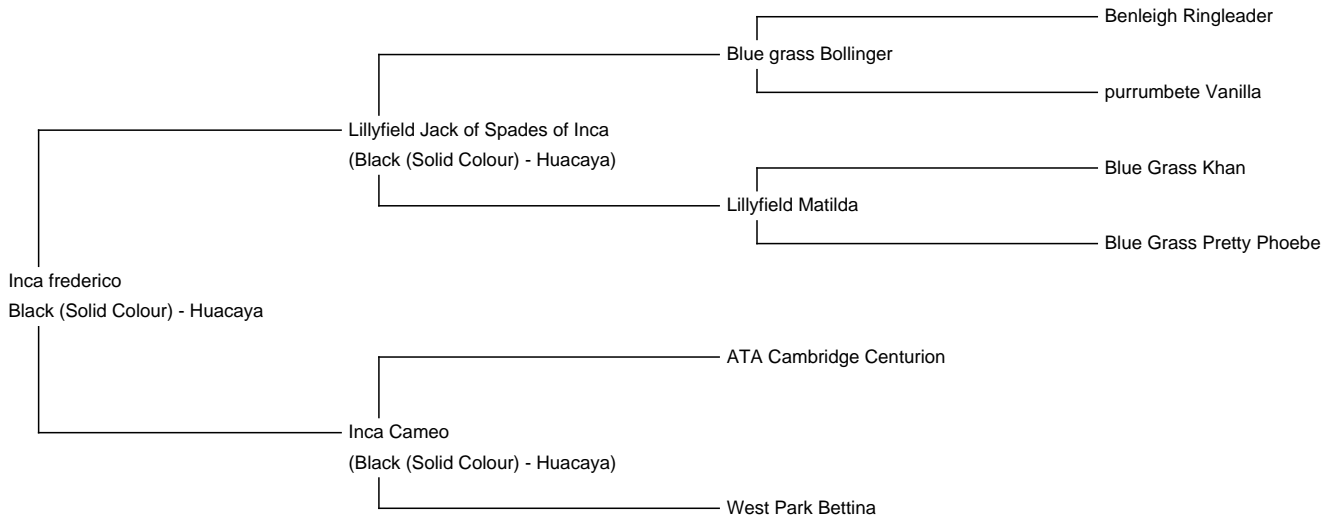 Benleigh Ringleader
Blue grass Bollinger
purrumbete Vanilla
Lillyfield Jack of Spades of Inca
(Black (Solid Colour) - Huacaya)
Blue Grass Khan
Lillyfield Matilda
Blue Grass Pretty Phoebe
Inca frederico
Black (Solid Colour) - Huacaya
ATA Cambridge Centurion
Inca Cameo
(Black (Solid Colour) - Huacaya)
West Park Bettina